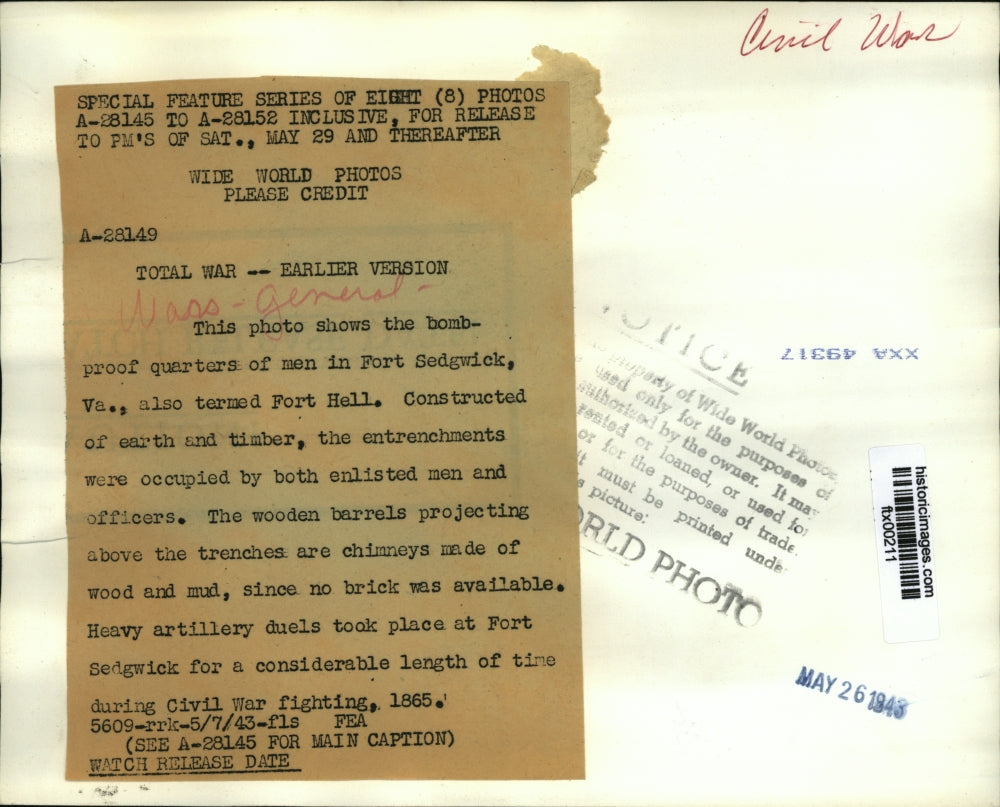 Civil War
SPECIAL FEATURE SERIES OF EIGHT (8) PHOTOS
A-28145 TO A-28152 INCLUSIVE, FOR RELEASE
TO PM'S OF SAT., MAY 29 AND THEREAFTER
WIDE WORLD PHOTOS
PLEASE CREDIT
A-28149
TOTAL WAR -- EARLIER VERSION
Wars-General-
This photo shows the bomb-
proof quarters of men in Fort Sedgwick,
Va., also termed Fort Hell. Constructed
of earth and timber, the entrenchments
were occupied by both enlisted men and
officers. The wooden barrels projecting
above the trenches are chimneys made of
wood and mud, since no brick was available.
Heavy artillery duels took place at Fort
Sedgwick for a considerable length of time
during Civil War fighting, 1865.'
5609-rrk-5/7/43-fls FEA
(SEE A-28145 FOR MAIN CAPTION)
WATCH RELEASE DATE
NOTICE
property of Wide World Photos
used only for the purposes of
authorized by the owner. It may
rented or loaned, or used for
or for the purposes of trade.
it must be printed unde
s picture:
ORLD PHOTO
XXA 49317
historicimages.com
ftx00211
MAY 26 1943